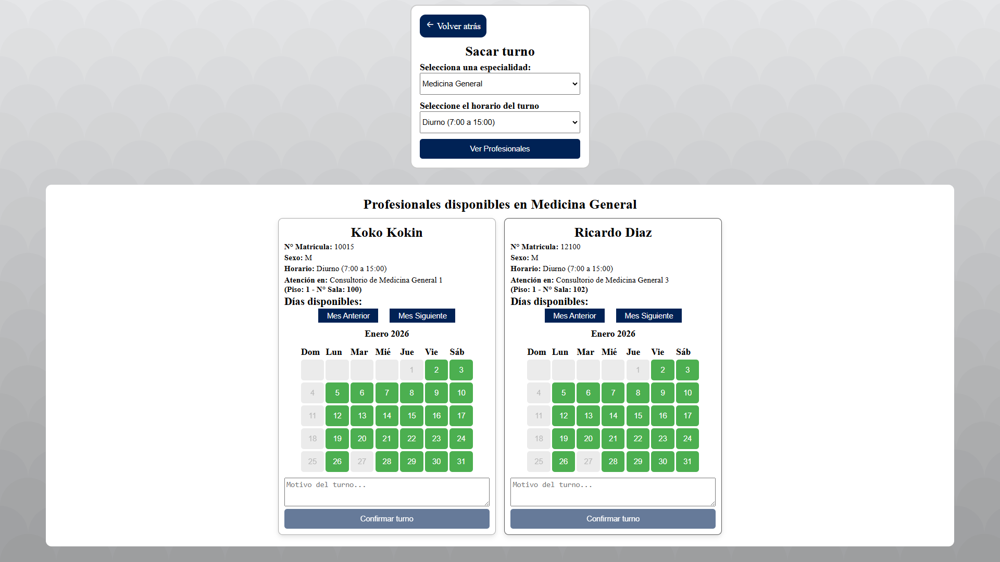 ← Volver atrás
Sacar turno
Selecciona una especialidad:
Medicina General
Seleccione el horario del turno
Diurno (7:00 a 15:00)
Ver Profesionales
Profesionales disponibles en Medicina General
Koko Kokin
N° Matricula: 10015
Sexo: M
Horario: Diurno (7:00 a 15:00)
Atención en: Consultorio de Medicina General 1
(Piso: 1 - N° Sala: 100)
Días disponibles:
Mes Anterior Mes Siguiente
Enero 2026
Dom Lun Mar Mié Jue Vie Sáb
1 2 3
4 5 6 7 8 9 10
11 12 13 14 15 16 17
18 19 20 21 22 23 24
25 26 27 28 29 30 31
Motivo del turno...
Confirmar turno
Ricardo Diaz
N° Matricula: 12100
Sexo: M
Horario: Diurno (7:00 a 15:00)
Atención en: Consultorio de Medicina General 3
(Piso: 1 - N° Sala: 102)
Días disponibles:
Mes Anterior Mes Siguiente
Enero 2026
Dom Lun Mar Mié Jue Vie Sáb
1 2 3
4 5 6 7 8 9 10
11 12 13 14 15 16 17
18 19 20 21 22 23 24
25 26 27 28 29 30 31
Motivo del turno...
Confirmar turno